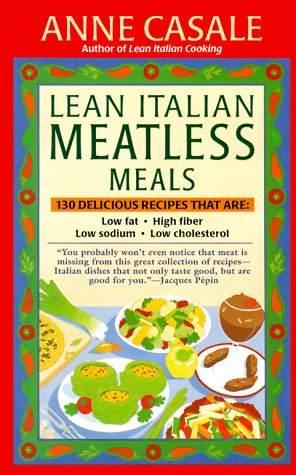 ANNE CASALE
Author of Lean Italian Cooking
LEAN ITALIAN
MEATLESS
MEALS
130 DELICIOUS RECIPES THAT ARE:
Low fat • High fiber
Low sodium • Low cholesterol
"You probably won't even notice that meat is
missing from this great collection of recipes—
Italian dishes that not only taste good, but are
good for you."—Jacques Pépin